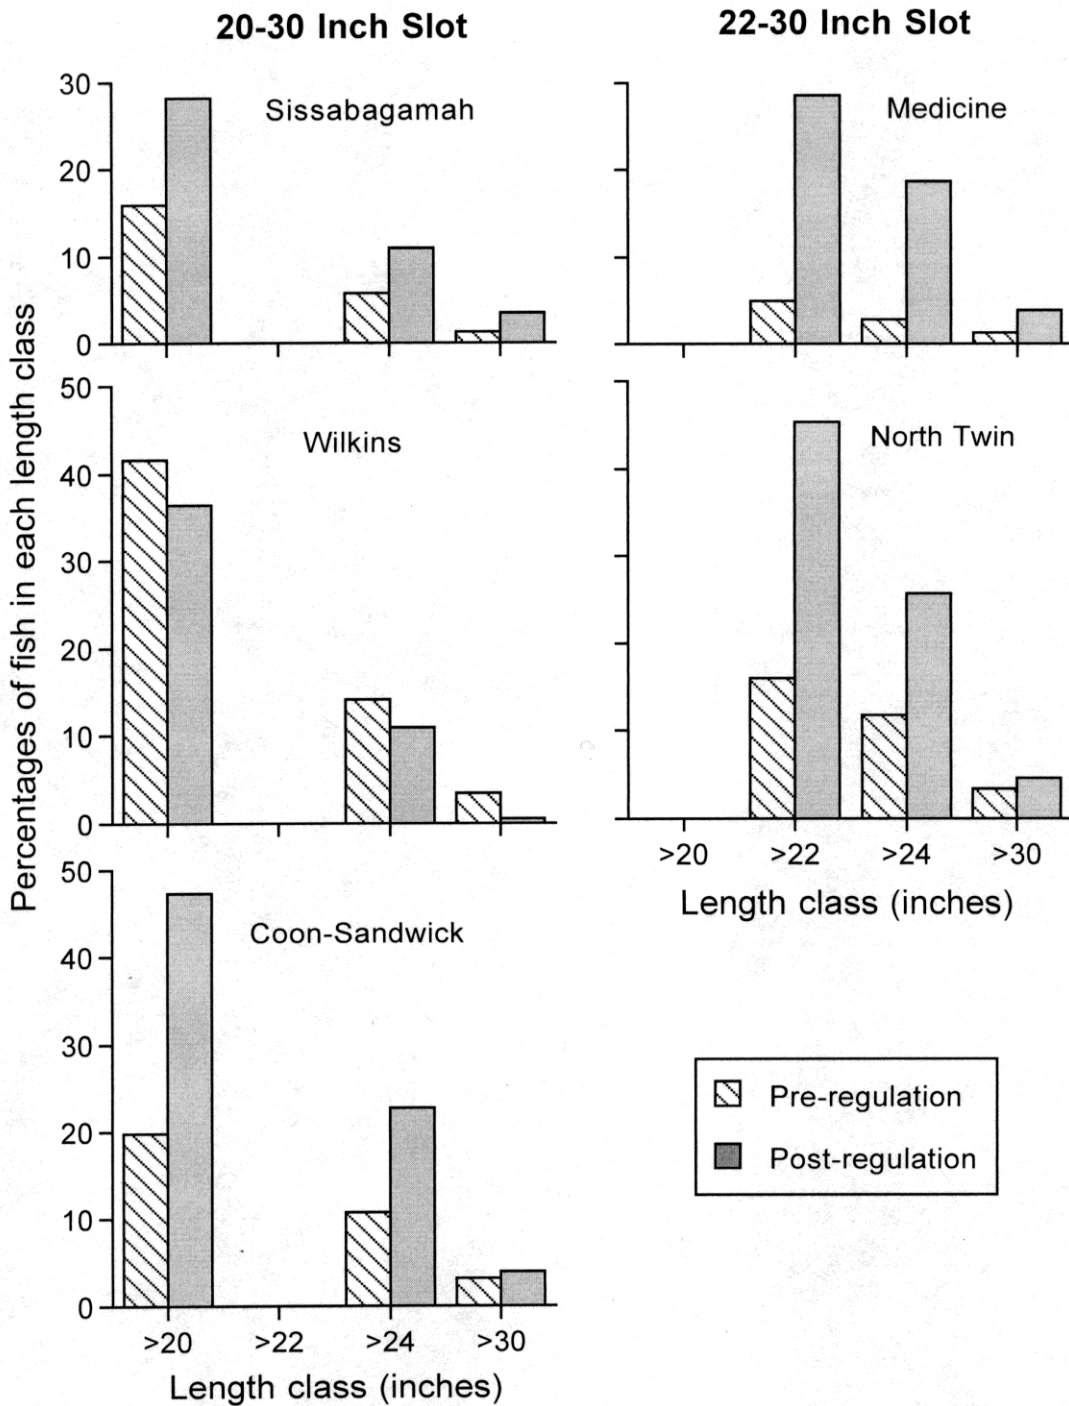 20-30 Inch Slot
22-30 Inch Slot
Percentages of fish in each length class
30
20
10
0
Sissabagamah
Medicine
50
40
30
20
10
0
Wilkins
North Twin
>20 >22 >24 >30
Length class (inches)
50
40
30
20
10
0
Coon-Sandwick
>20 >22 >24 >30
Length class (inches)
Pre-regulation
Post-regulation